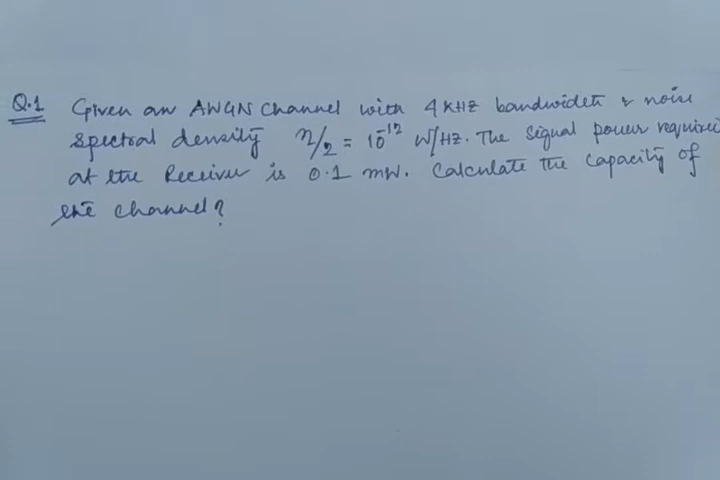 Q.1 Given an AWGN channel with 4 KHZ bandwidth & noise
spectral density η/2 = 10⁻¹² W/HZ. The signal power required
at the Receiver is 0.1 mW. Calculate the capacity of
the channel?